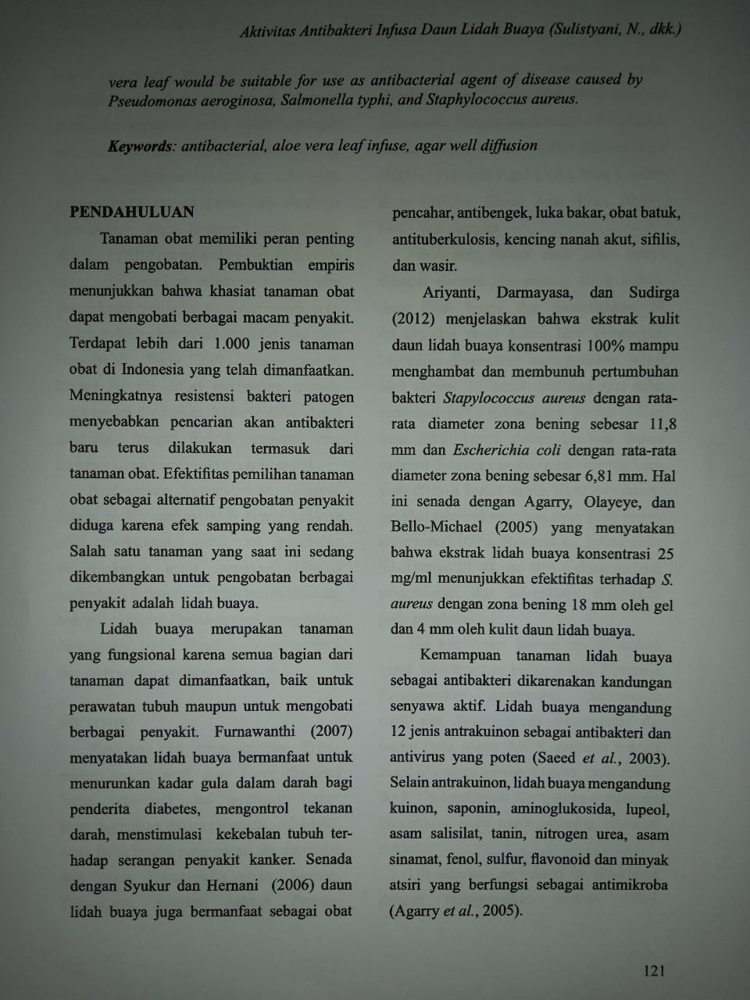 Aktivitas Antibakteri Infusa Daun Lidah Buaya (Sulistyani, N., dkk.)
vera leaf would be suitable for use as antibacterial agent of disease caused by
Pseudomonas aeroginosa, Salmonella typhi, and Staphylococcus aureus.
Keywords: antibacterial, aloe vera leaf infuse, agar well diffusion
PENDAHULUAN
Tanaman obat memiliki peran penting
dalam pengobatan. Pembuktian empiris
menunjukkan bahwa khasiat tanaman obat
dapat mengobati berbagai macam penyakit.
Terdapat lebih dari 1.000 jenis tanaman
obat di Indonesia yang telah dimanfaatkan.
Meningkatnya resistensi bakteri patogen
menyebabkan pencarian akan antibakteri
baru terus dilakukan termasuk dari
tanaman obat. Efektifitas pemilihan tanaman
obat sebagai alternatif pengobatan penyakit
diduga karena efek samping yang rendah.
Salah satu tanaman yang saat ini sedang
dikembangkan untuk pengobatan berbagai
penyakit adalah lidah buaya.
Lidah buaya merupakan tanaman
yang fungsional karena semua bagian dari
tanaman dapat dimanfaatkan, baik untuk
perawatan tubuh maupun untuk mengobati
berbagai penyakit. Furnawanthi (2007)
menyatakan lidah buaya bermanfaat untuk
menurunkan kadar gula dalam darah bagi
penderita diabetes, mengontrol tekanan
darah, menstimulasi kekebalan tubuh ter-
hadap serangan penyakit kanker. Senada
dengan Syukur dan Hernani (2006) daun
lidah buaya juga bermanfaat sebagai obat
pencahar, antibengek, luka bakar, obat batuk,
antituberkulosis, kencing nanah akut, sifilis,
dan wasir.
Ariyanti, Darmayasa, dan Sudirga
(2012) menjelaskan bahwa ekstrak kulit
daun lidah buaya konsentrasi 100% mampu
menghambat dan membunuh pertumbuhan
bakteri Stapylococcus aureus dengan rata-
rata diameter zona bening sebesar 11,8
mm dan Escherichia coli dengan rata-rata
diameter zona bening sebesar 6,81 mm. Hal
ini senada dengan Agarry, Olayeye, dan
Bello-Michael (2005) yang menyatakan
bahwa ekstrak lidah buaya konsentrasi 25
mg/ml menunjukkan efektifitas terhadap S.
aureus dengan zona bening 18 mm oleh gel
dan 4 mm oleh kulit daun lidah buaya.
Kemampuan tanaman lidah buaya
sebagai antibakteri dikarenakan kandungan
senyawa aktif. Lidah buaya mengandung
12 jenis antrakuinon sebagai antibakteri dan
antivirus yang poten (Saeed et al., 2003).
Selain antrakuinon, lidah buaya mengandung
kuinon, saponin, aminoglukosida, lupeol,
asam salisilat, tanin, nitrogen urea, asam
sinamat, fenol, sulfur, flavonoid dan minyak
atsiri yang berfungsi sebagai antimikroba
(Agarry et al., 2005).
121